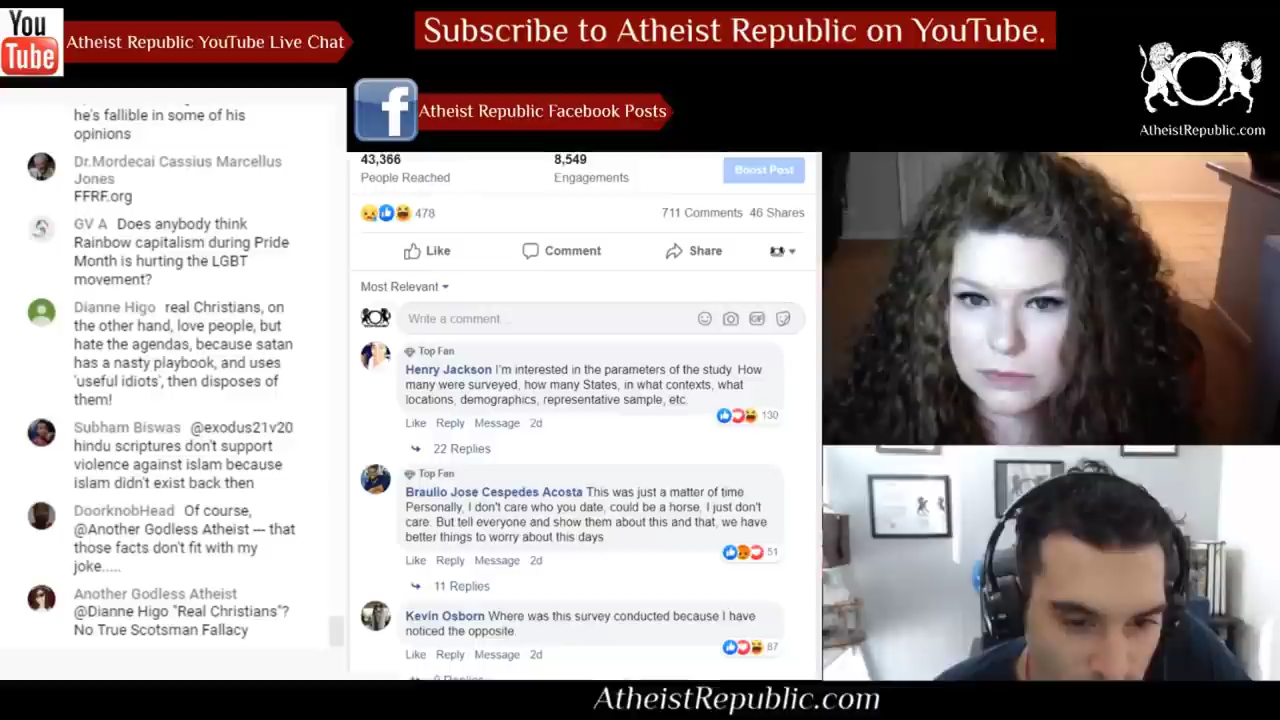 You
Tube
Atheist Republic YouTube Live Chat
Subscribe to Atheist Republic on YouTube.
AtheistRepublic.com
f
Atheist Republic Facebook Posts
he's fallible in some of his
opinions
Dr.Mordecai Cassius Marcellus
Jones
FFRF.org
GV A Does anybody think
Rainbow capitalism during Pride
Month is hurting the LGBT
movement?
Dianne Higo real Christians, on
the other hand, love people, but
hate the agendas, because satan
has a nasty playbook, and uses
'useful idiots', then disposes of
them!
Subham Biswas @exodus21v20
hindu scriptures don't support
violence against islam because
islam didn't exist back then
DoorknobHead Of course,
@Another Godless Atheist --- that
those facts don't fit with my
joke.....
Another Godless Atheist
@Dianne Higo "Real Christians"?
No True Scotsman Fallacy
43,366 8,549
People Reached Engagements
Boost Post
478 711 Comments 46 Shares
Like Comment Share
Most Relevant
Write a comment...
GIF
Top Fan
Henry Jackson I'm interested in the parameters of the study. How
many were surveyed, how many States, in what contexts, what
locations, demographics, representative sample, etc.
130
Like Reply Message 2d
22 Replies
Top Fan
Braulio Jose Cespedes Acosta This was just a matter of time
Personally, I don't care who you date, could be a horse, I just don't
care. But tell everyone and show them about this and that, we have
better things to worry about this days
51
Like Reply Message 2d
11 Replies
Kevin Osborn Where was this survey conducted because I have
noticed the opposite.
87
Like Reply Message 2d
Replies
AtheistRepublic.com